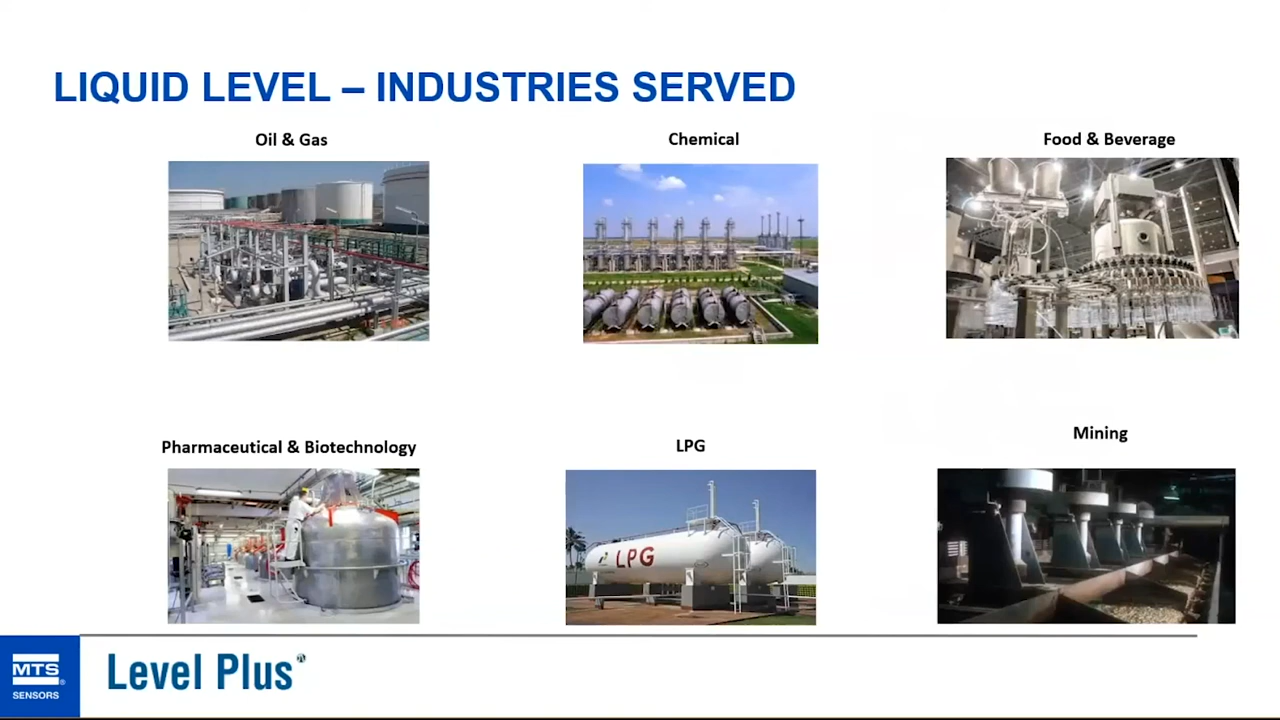 LIQUID LEVEL – INDUSTRIES SERVED
Oil & Gas
Chemical
Food & Beverage
Pharmaceutical & Biotechnology
LPG
Mining
LPG
MTS
SENSORS
Level Plus